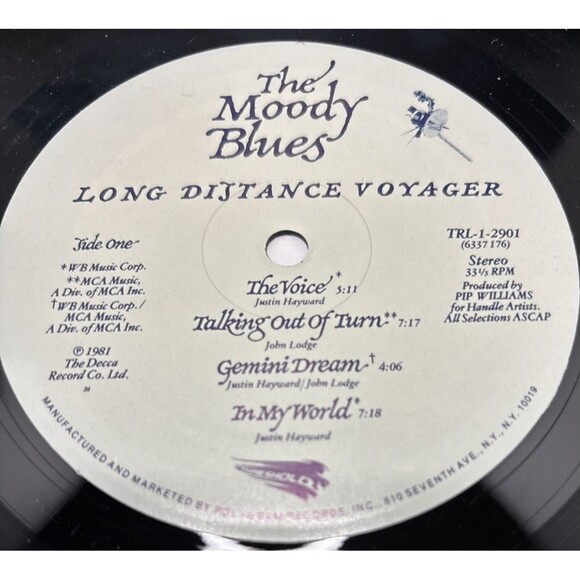 The
Moody
Blues
LONG DISTANCE VOYAGER
Side One
*WB Music Corp.
**MCA Music,
A Div. of MCA Inc.
†WB Music Corp./
MCA Music,
A Div. of MCA Inc.
℗ 1981
The Decca
Record Co. Ltd.
26
TRL-1-2901
(6337 176)
Stereo
33⅓ RPM
Produced by
PIP WILLIAMS
for Handle Artists.
All Selections ASCAP
The Voice* 5:11
Justin Hayward
Talking Out Of Turn** 7:17
John Lodge
Gemini Dream† 4:06
Justin Hayward/John Lodge
In My World* 7:18
Justin Hayward
THRESHOLD
MANUFACTURED AND MARKETED BY POLYGRAM RECORDS, INC., 810 SEVENTH AVE., N.Y., N.Y. 10019